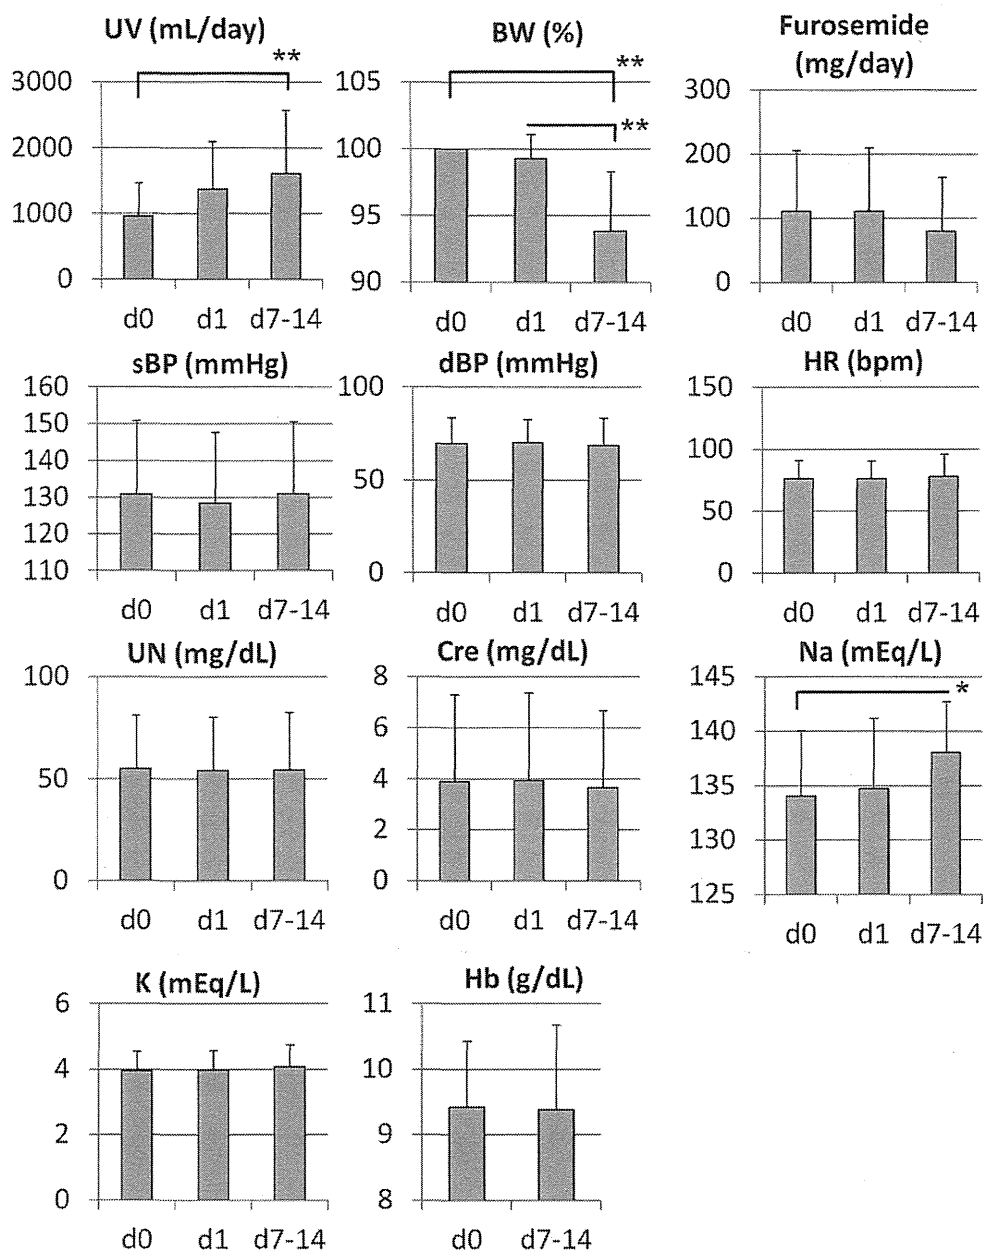 UV (mL/day)
**
3000
2000
1000
0
d0 d1 d7-14
BW (%)
**
**
105
100
95
90
d0 d1 d7-14
Furosemide
(mg/day)
300
200
100
0
d0 d1 d7-14
sBP (mmHg)
160
150
140
130
120
110
d0 d1 d7-14
dBP (mmHg)
100
50
0
d0 d1 d7-14
HR (bpm)
150
100
50
0
d0 d1 d7-14
UN (mg/dL)
100
50
0
d0 d1 d7-14
Cre (mg/dL)
8
6
4
2
0
d0 d1 d7-14
Na (mEq/L)
*
145
140
135
130
125
d0 d1 d7-14
K (mEq/L)
6
4
2
0
d0 d1 d7-14
Hb (g/dL)
11
10
9
8
d0 d7-14